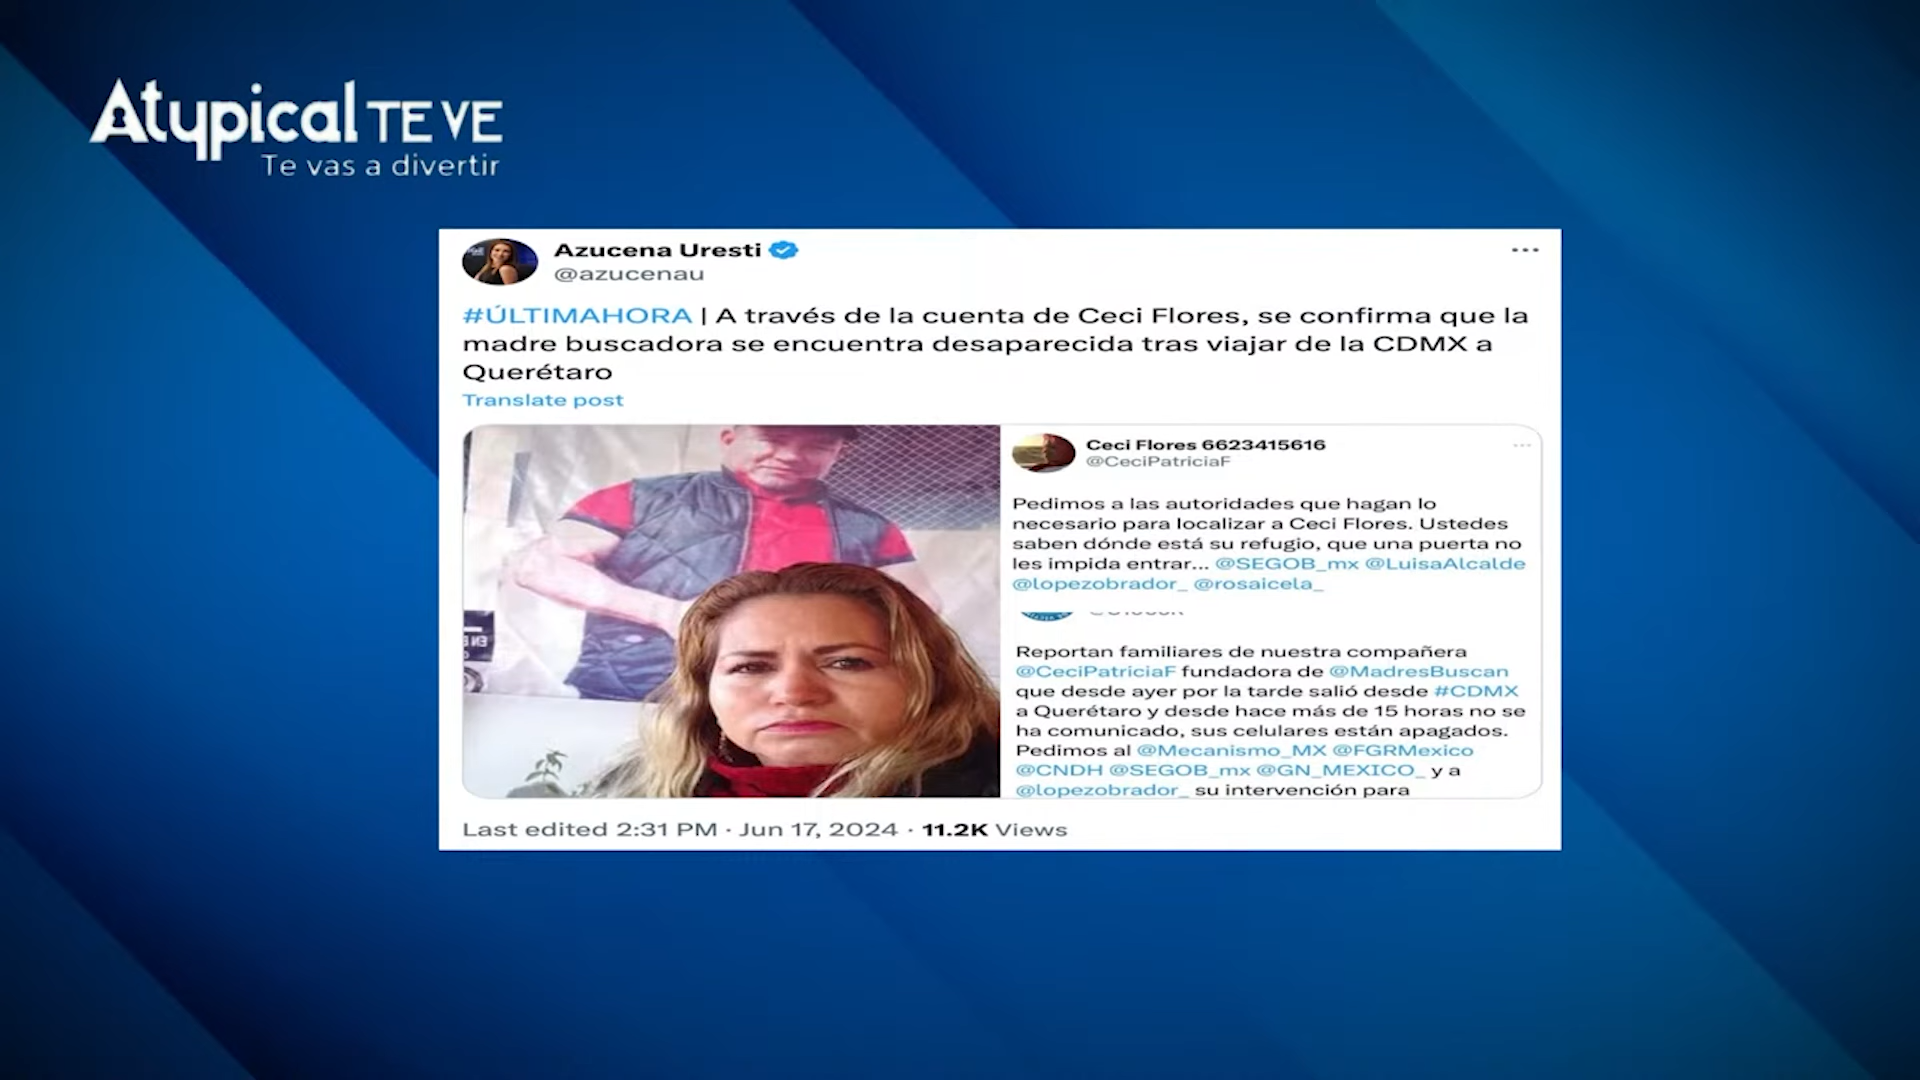 Atypical TE VE
Te vas a divertir
Azucena Uresti
@azucenau
#ÚLTIMAHORA | A través de la cuenta de Ceci Flores, se confirma que la
madre buscadora se encuentra desaparecida tras viajar de la CDMX a
Querétaro
Translate post
Ceci Flores 6623415616
@CeciPatriciaF
Pedimos a las autoridades que hagan lo
necesario para localizar a Ceci Flores. Ustedes
saben dónde está su refugio, que una puerta no
les impida entrar... @SEGOB_mx @LuisaAlcalde
@lopezobrador_ @rosaicela_
Reportan familiares de nuestra compañera
@CeciPatriciaF fundadora de @MadresBuscan
que desde ayer por la tarde salió desde #CDMX
a Querétaro y desde hace más de 15 horas no se
ha comunicado, sus celulares están apagados.
Pedimos al @Mecanismo_MX @FGRMexico
@CNDH @SEGOB_mx @GN_MEXICO_ y a
@lopezobrador_ su intervención para
Last edited 2:31 PM · Jun 17, 2024 · 11.2K Views